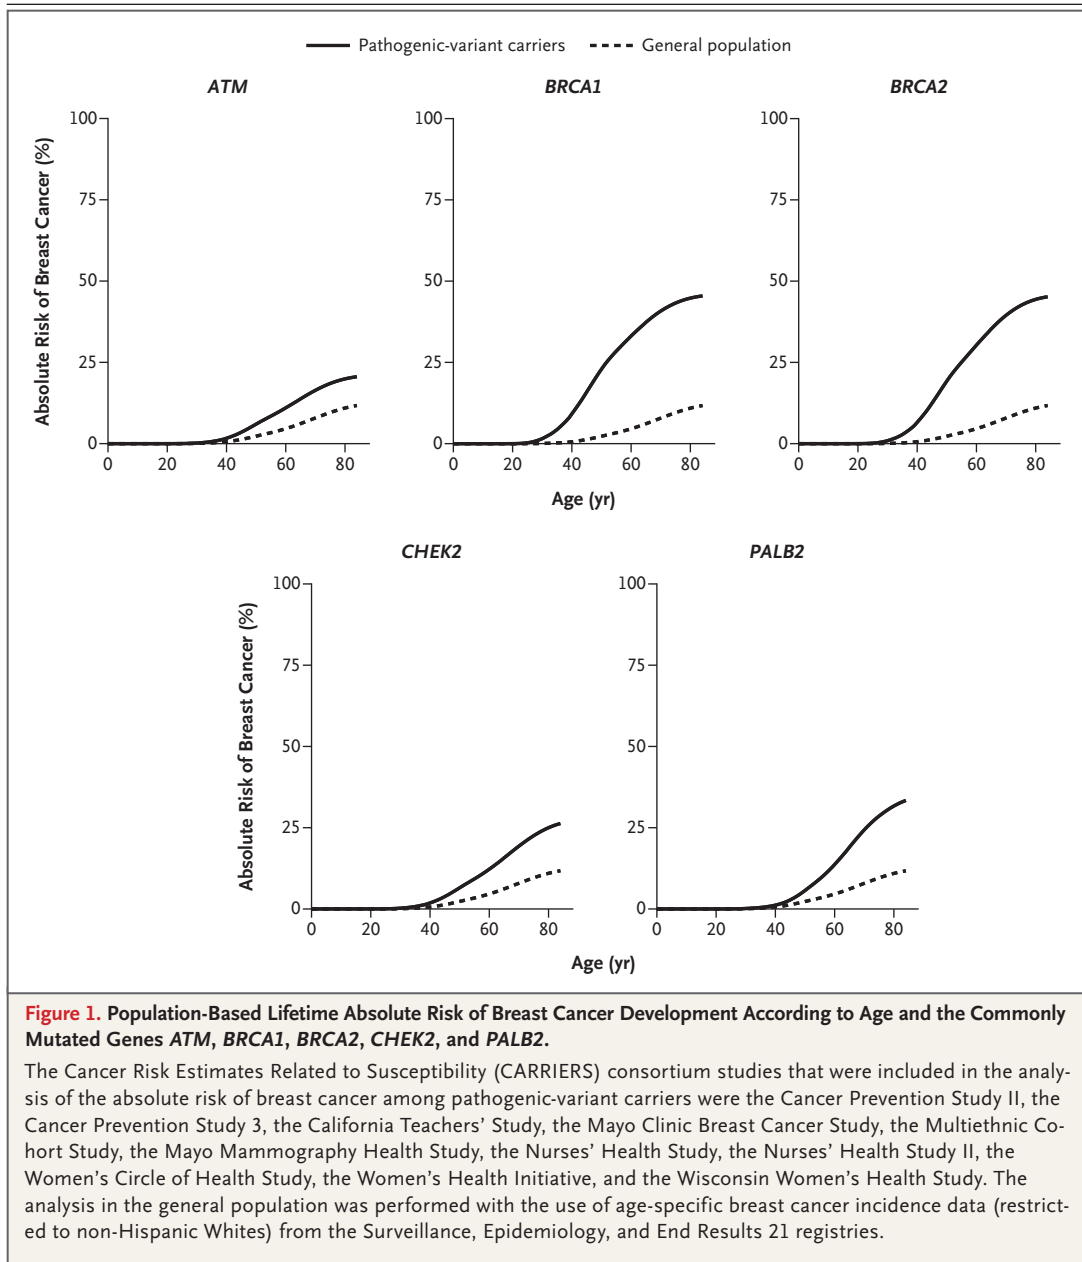 Pathogenic-variant carriers General population
ATM BRCA1 BRCA2
Absolute Risk of Breast Cancer (%)
100 100 100
75 75 75
50 50 50
25 25 25
0 0 0
0 20 40 60 80 0 20 40 60 80 0 20 40 60 80
Age (yr)
CHEK2 PALB2
Absolute Risk of Breast Cancer (%)
100 100
75 75
50 50
25 25
0 0
0 20 40 60 80 0 20 40 60 80
Age (yr)
Figure 1. Population-Based Lifetime Absolute Risk of Breast Cancer Development According to Age and the Commonly
Mutated Genes ATM, BRCA1, BRCA2, CHEK2, and PALB2.
The Cancer Risk Estimates Related to Susceptibility (CARRIERS) consortium studies that were included in the analy-
sis of the absolute risk of breast cancer among pathogenic-variant carriers were the Cancer Prevention Study II, the
Cancer Prevention Study 3, the California Teachers' Study, the Mayo Clinic Breast Cancer Study, the Multiethnic Co-
hort Study, the Mayo Mammography Health Study, the Nurses' Health Study, the Nurses' Health Study II, the
Women's Circle of Health Study, the Women's Health Initiative, and the Wisconsin Women's Health Study. The
analysis in the general population was performed with the use of age-specific breast cancer incidence data (restrict-
ed to non-Hispanic Whites) from the Surveillance, Epidemiology, and End Results 21 registries.